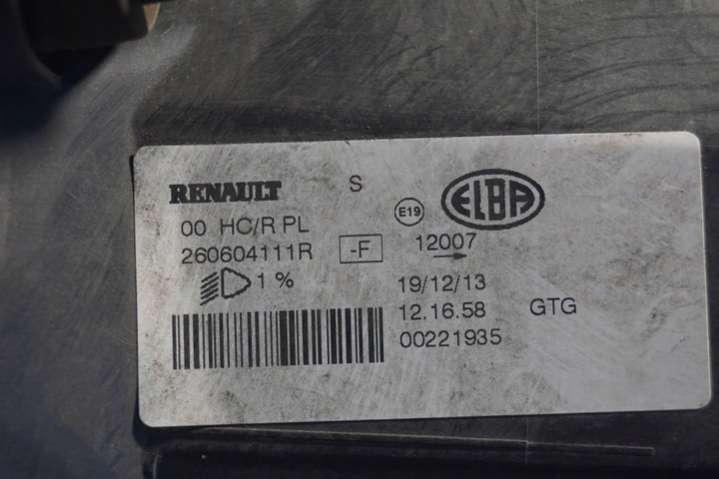 RENAULT S
E19 ELBA
00 HC/R PL
260604111R -F 12007
1 %
19/12/13
12.16.58 GTG
00221935